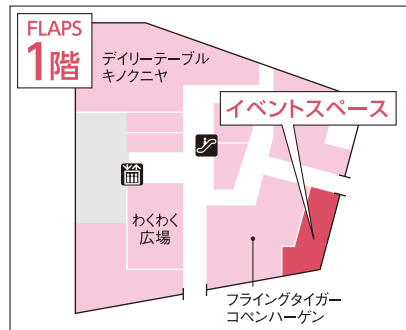 FLAPS
1階
デイリーテーブル
キノクニヤ
イベントスペース
わくわく
広場
フライングタイガー
コペンハーゲン